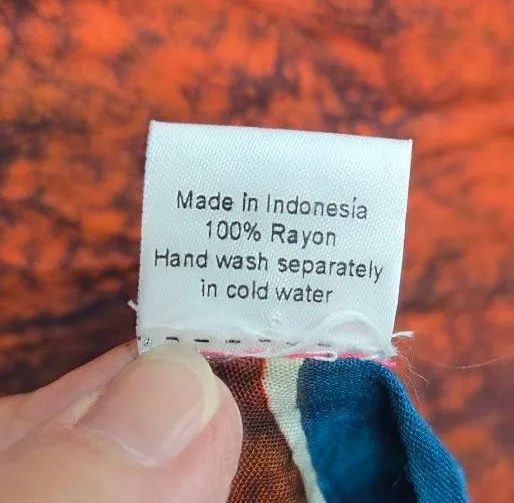 Made in Indonesia
100% Rayon
Hand wash separately
in cold water